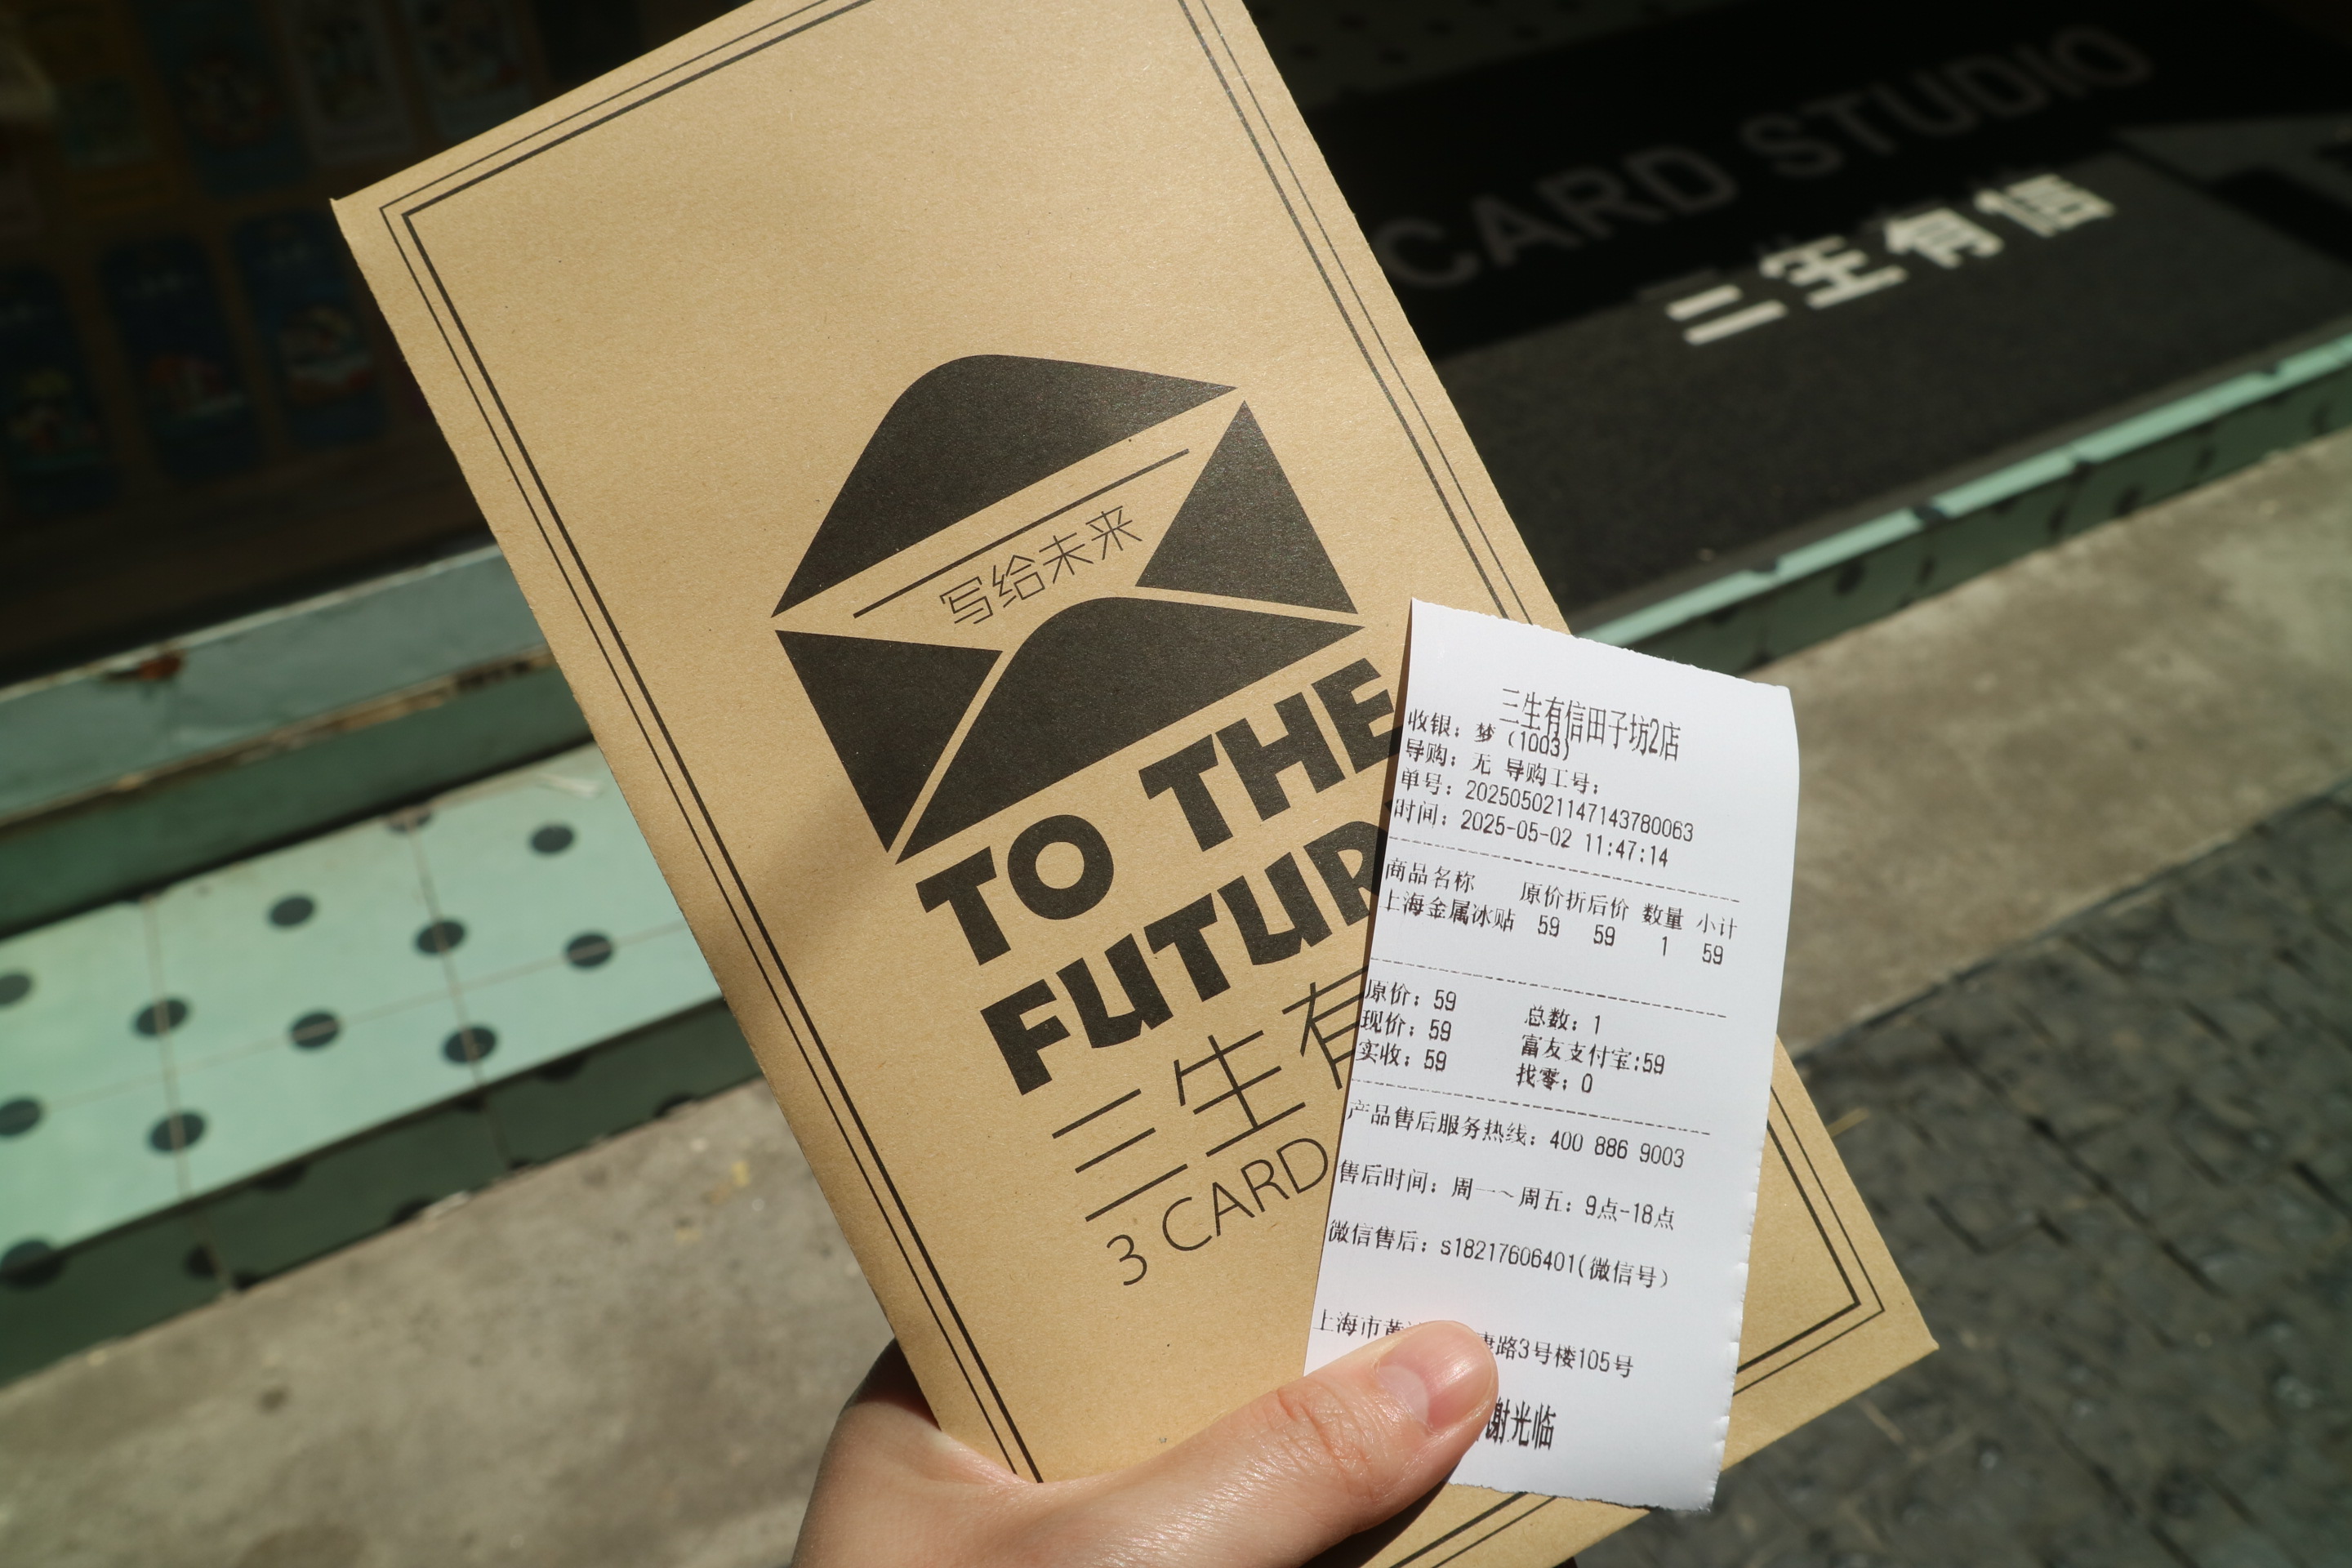 CARD STUDIO
三生有信
写给未来
TO THE
FUTUR
三生有
3 CARD
三生有信田子坊2店
收银：梦（1003）
导购：无 导购工号：
单号：20250502114714378​0063
时间：2025-05-02 11:47:14
商品名称 原价折后价 数量 小计
上海金属冰贴 59 59 1 59
原价：59 总数：1
现价：59 富友支付宝:59
实收：59 找零：0
产品售后服务热线：400 886 9003
售后时间：周一～周五：9点-18点
微信售后：s18217606401(微信号)
上海市黄 康路3号楼105号
谢光临